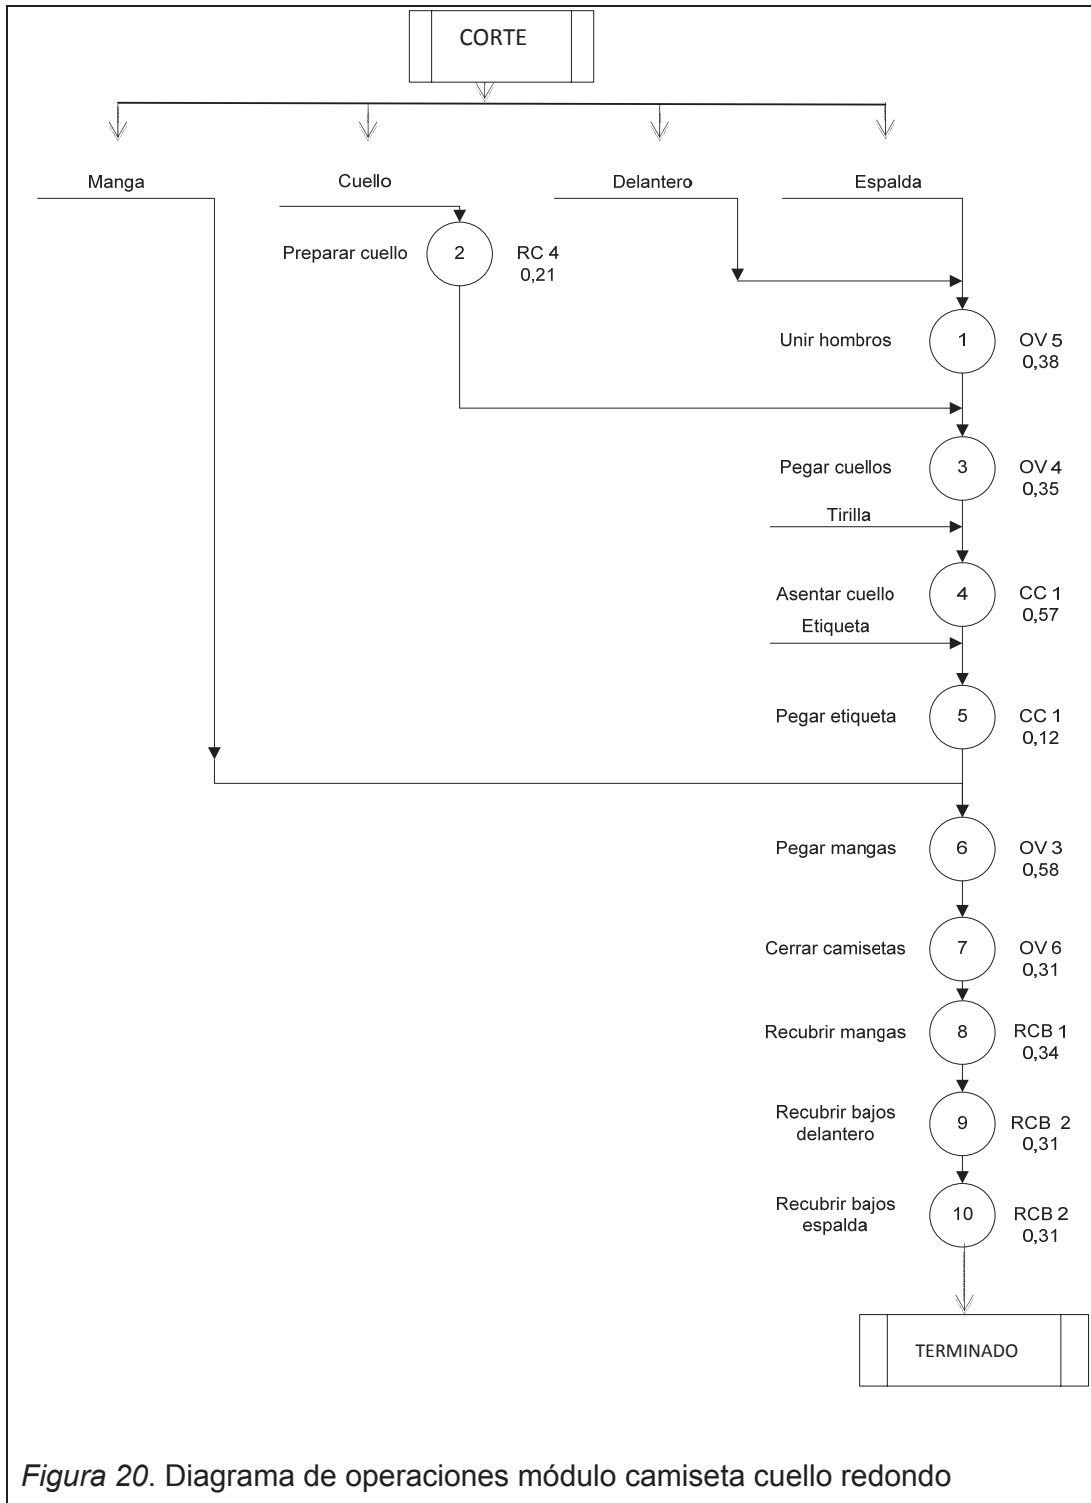 CORTE
Manga
Cuello
Delantero
Espalda
Preparar cuello
2
RC 4
0,21
Unir hombros
1
OV 5
0,38
Pegar cuellos
3
OV 4
0,35
Tirilla
Asentar cuello
4
CC 1
0,57
Etiqueta
Pegar etiqueta
5
CC 1
0,12
Pegar mangas
6
OV 3
0,58
Cerrar camisetas
7
OV 6
0,31
Recubrir mangas
8
RCB 1
0,34
Recubrir bajos
delantero
9
RCB 2
0,31
Recubrir bajos
espalda
10
RCB 2
0,31
TERMINADO
Figura 20. Diagrama de operaciones módulo camiseta cuello redondo